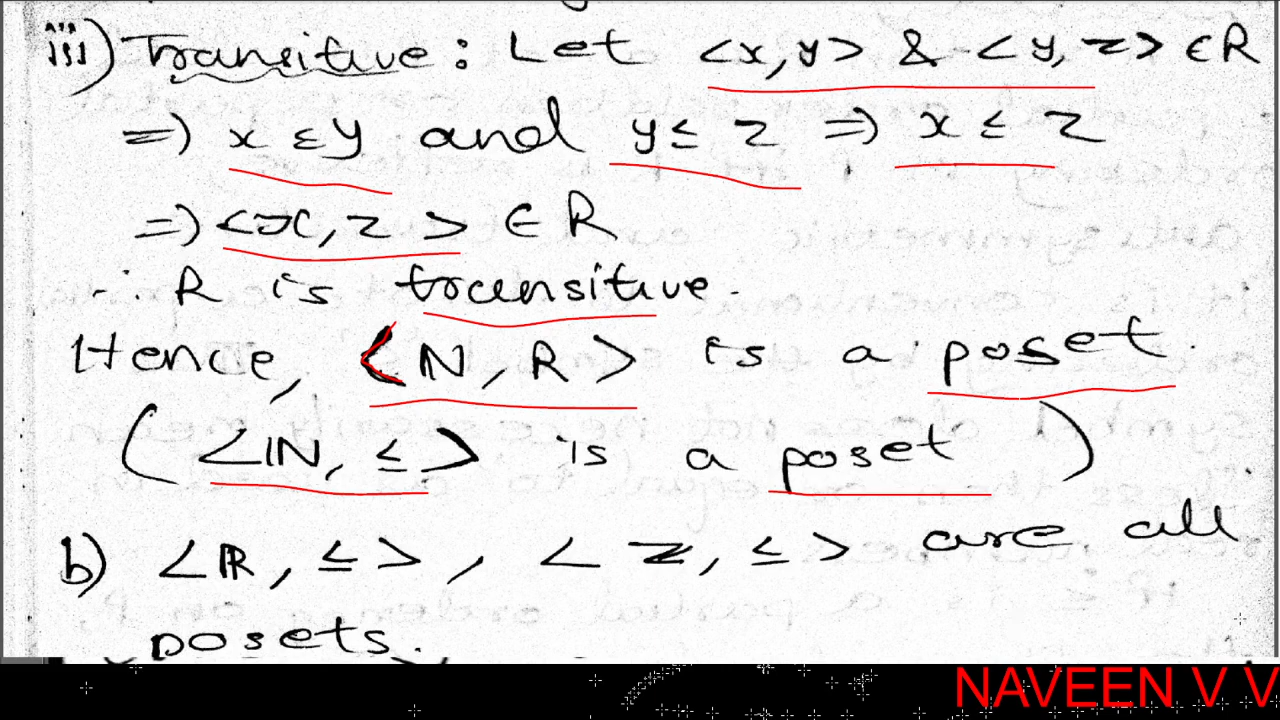 iii) Transitive : Let <x, y> & <y, z> ∈ R
=> x ≤ y and y ≤ z => x ≤ z
=> <x, z> ∈ R
∴ R is transitive.
Hence, <N, R> is a poset.
(<ℕ, ≤> is a poset)
b) <ℝ, ≤>, <Z, ≤> are all
posets.
NAVEEN V V